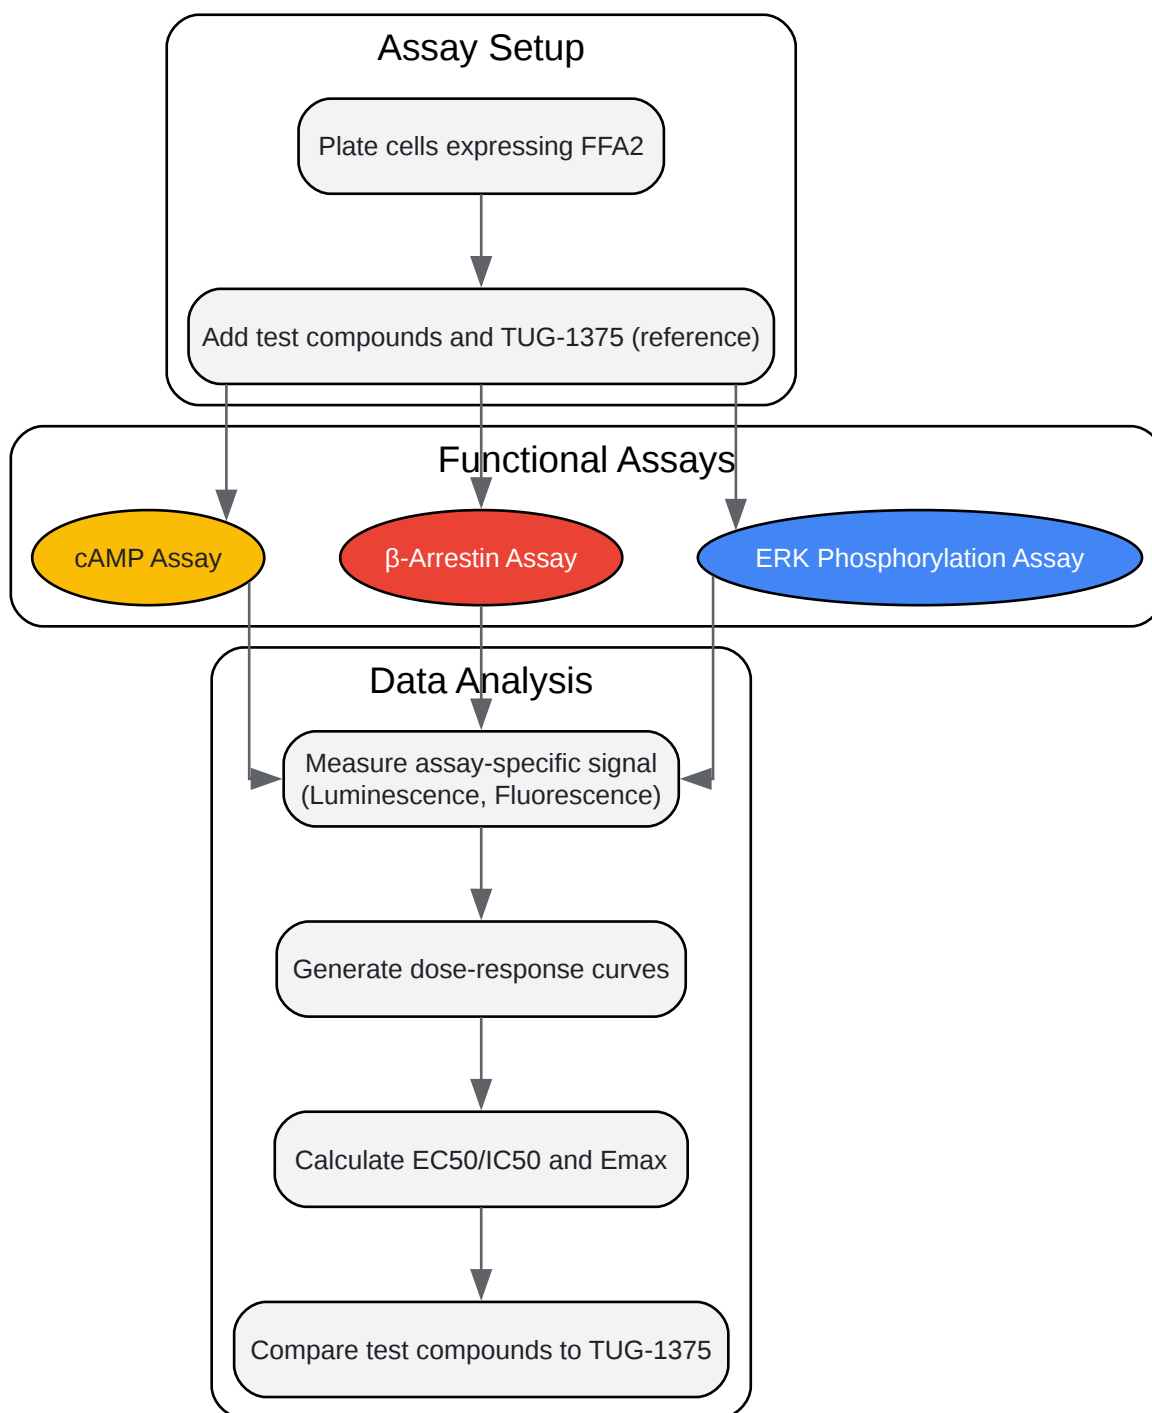 Assay Setup
Plate cells expressing FFA2
Add test compounds and TUG-1375 (reference)
Functional Assays
cAMP Assay
β-Arrestin Assay
ERK Phosphorylation Assay
Data Analysis
Measure assay-specific signal
(Luminescence, Fluorescence)
Generate dose-response curves
Calculate EC50/IC50 and Emax
Compare test compounds to TUG-1375